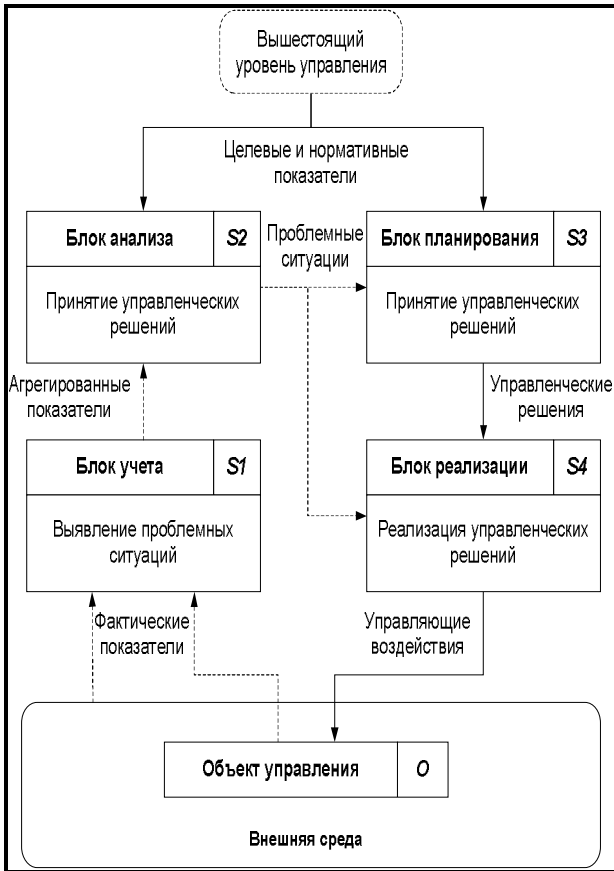 Вышестоящий
уровень управления
Целевые и нормативные
показатели
Блок анализа S2
Принятие управленческих
решений
Проблемные
ситуации
Блок планирования S3
Принятие управленческих
решений
Агрегированные
показатели
Управленческие
решения
Блок учета S1
Выявление проблемных
ситуаций
Блок реализации S4
Реализация управленческих
решений
Фактические
показатели
Управляющие
воздействия
Объект управления O
Внешняя среда